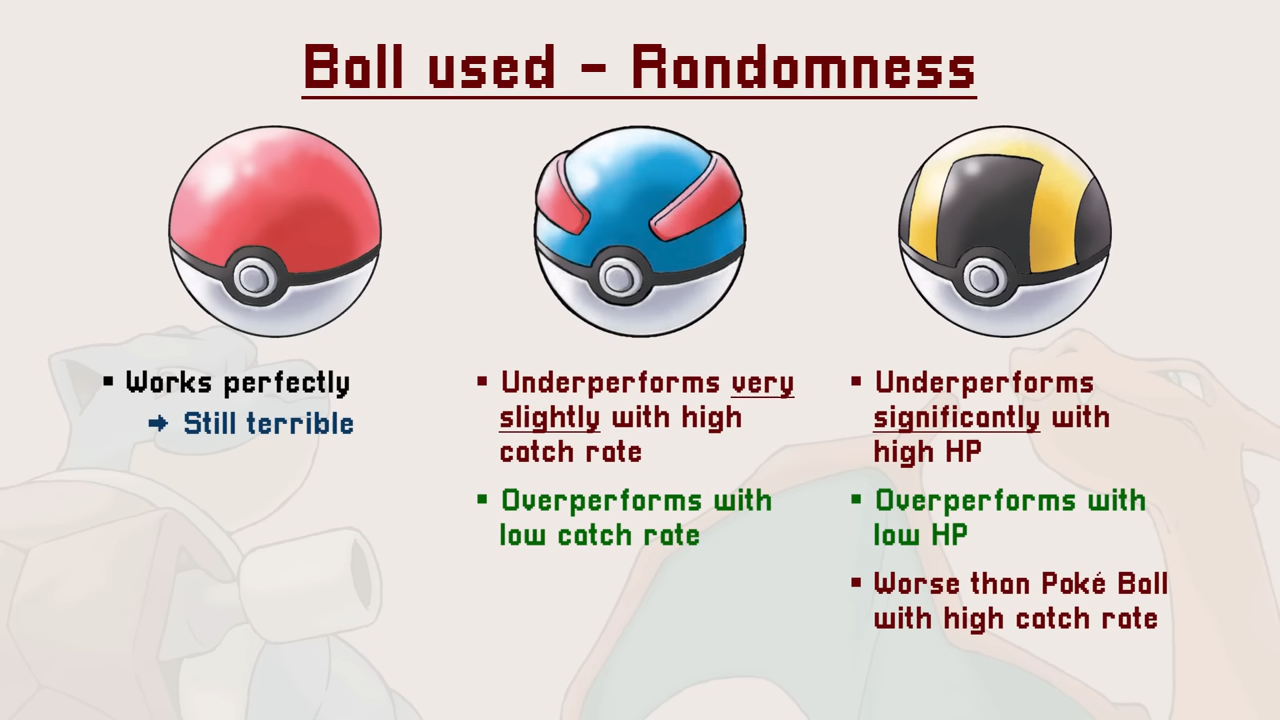 Ball used - Randomness
▪ Works perfectly
➔ Still terrible
▪ Underperforms very
slightly with high
catch rate
▪ Overperforms with
low catch rate
▪ Underperforms
significantly with
high HP
▪ Overperforms with
low HP
▪ Worse than Poké Ball
with high catch rate